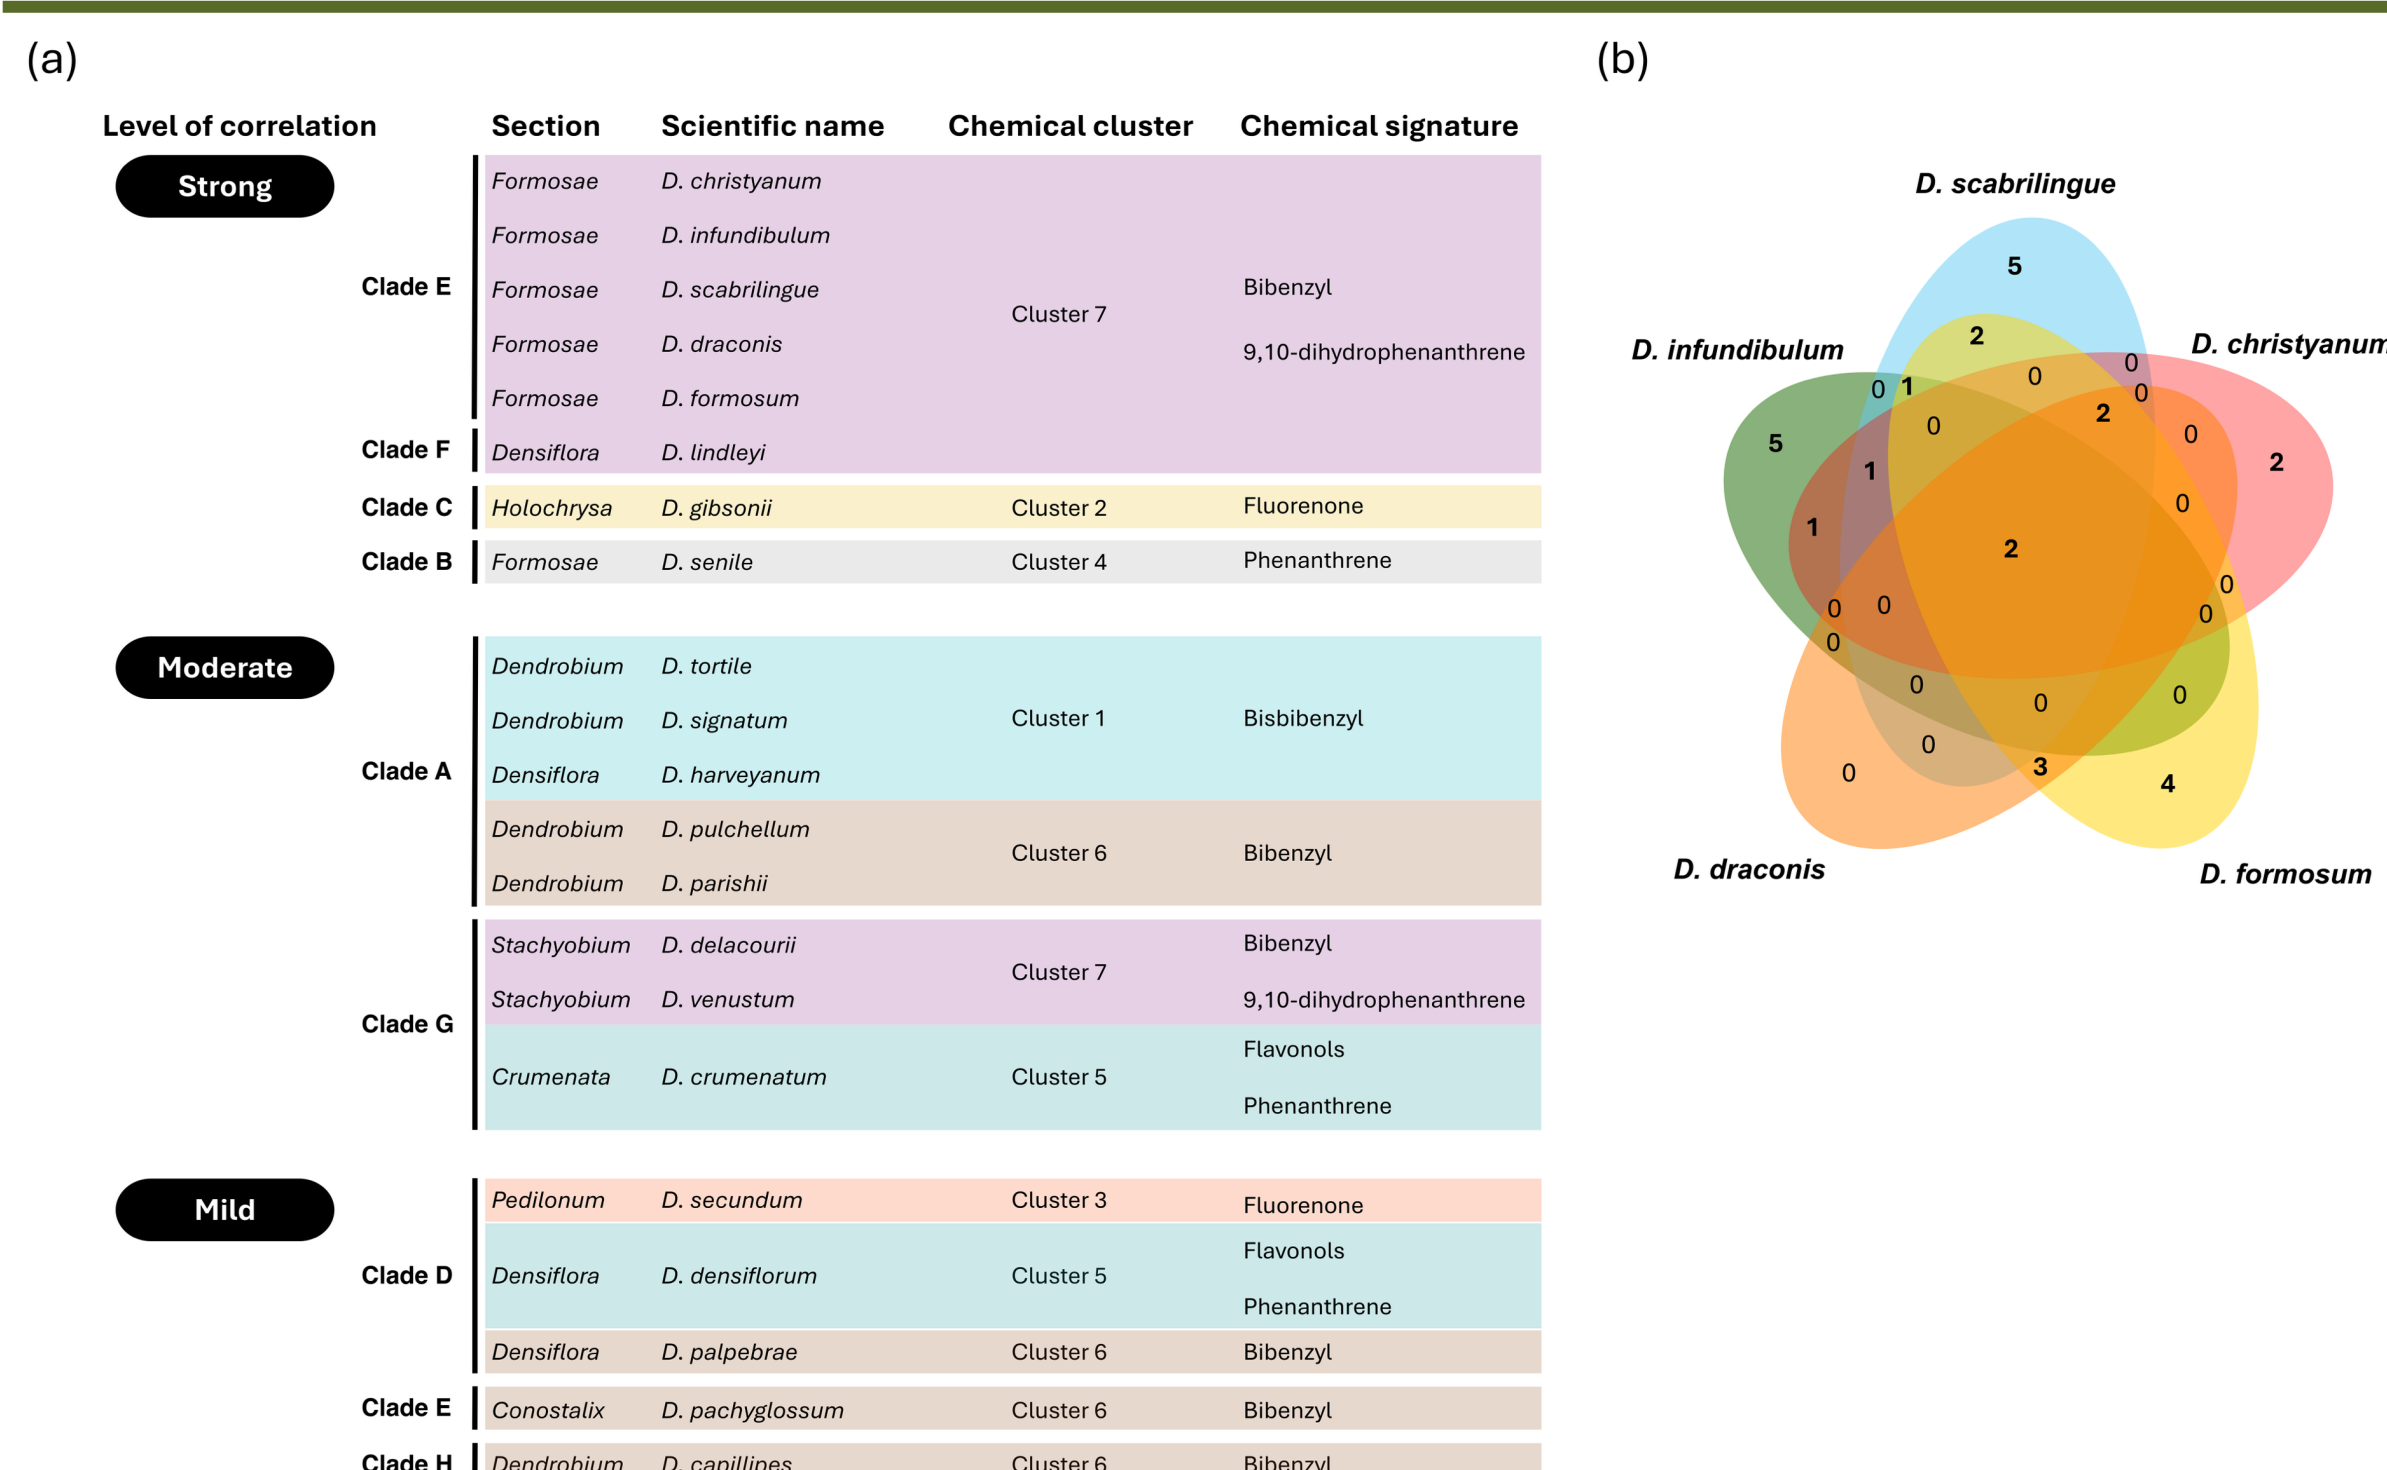 (a)
Level of correlation Section Scientific name Chemical cluster Chemical signature
Strong
Formosae D. christyanum
Formosae D. infundibulum
Clade E Formosae D. scabrilingue Bibenzyl
Cluster 7
Formosae D. draconis 9,10-dihydrophenanthrene
Formosae D. formosum
Clade F Densiflora D. lindleyi
Clade C Holochrysa D. gibsonii Cluster 2 Fluorenone
Clade B Formosae D. senile Cluster 4 Phenanthrene
Moderate
Dendrobium D. tortile
Dendrobium D. signatum Cluster 1 Bisbibenzyl
Clade A Densiflora D. harveyanum
Dendrobium D. pulchellum
Cluster 6 Bibenzyl
Dendrobium D. parishii
Stachyobium D. delacourii Bibenzyl
Cluster 7
Stachyobium D. venustum 9,10-dihydrophenanthrene
Clade G
Flavonols
Crumenata D. crumenatum Cluster 5
Phenanthrene
Mild
Pedilonum D. secundum Cluster 3 Fluorenone
Flavonols
Clade D Densiflora D. densiflorum Cluster 5
Phenanthrene
Densiflora D. palpebrae Cluster 6 Bibenzyl
Clade E Conostalix D. pachyglossum Cluster 6 Bibenzyl
Clade H Dendrobium D. capillipes Cluster 6 Bibenzyl
(b)
D. scabrilingue
5
2
D. infundibulum D. christyanum
0
0
0 1 0
2
0 0
5 2
1
0
1
2
0
0 0 0
0
0 0
0
0
3
0 4
D. draconis D. formosum